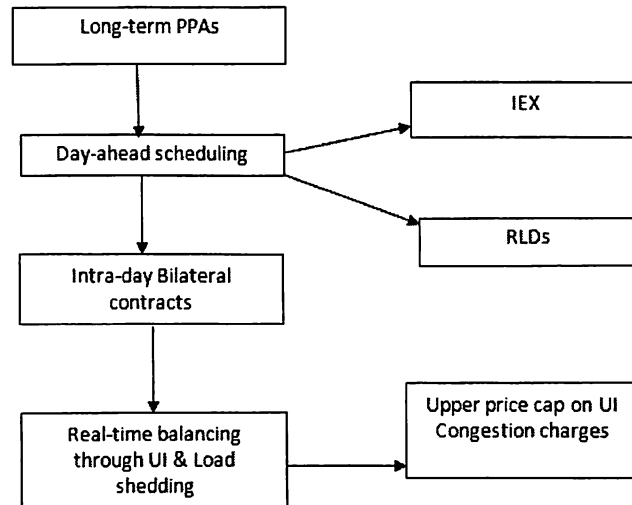 Long-term PPAs
IEX
Day-ahead scheduling
RLDs
Intra-day Bilateral
contracts
Upper price cap on UI
Congestion charges
Real-time balancing
through UI & Load
shedding